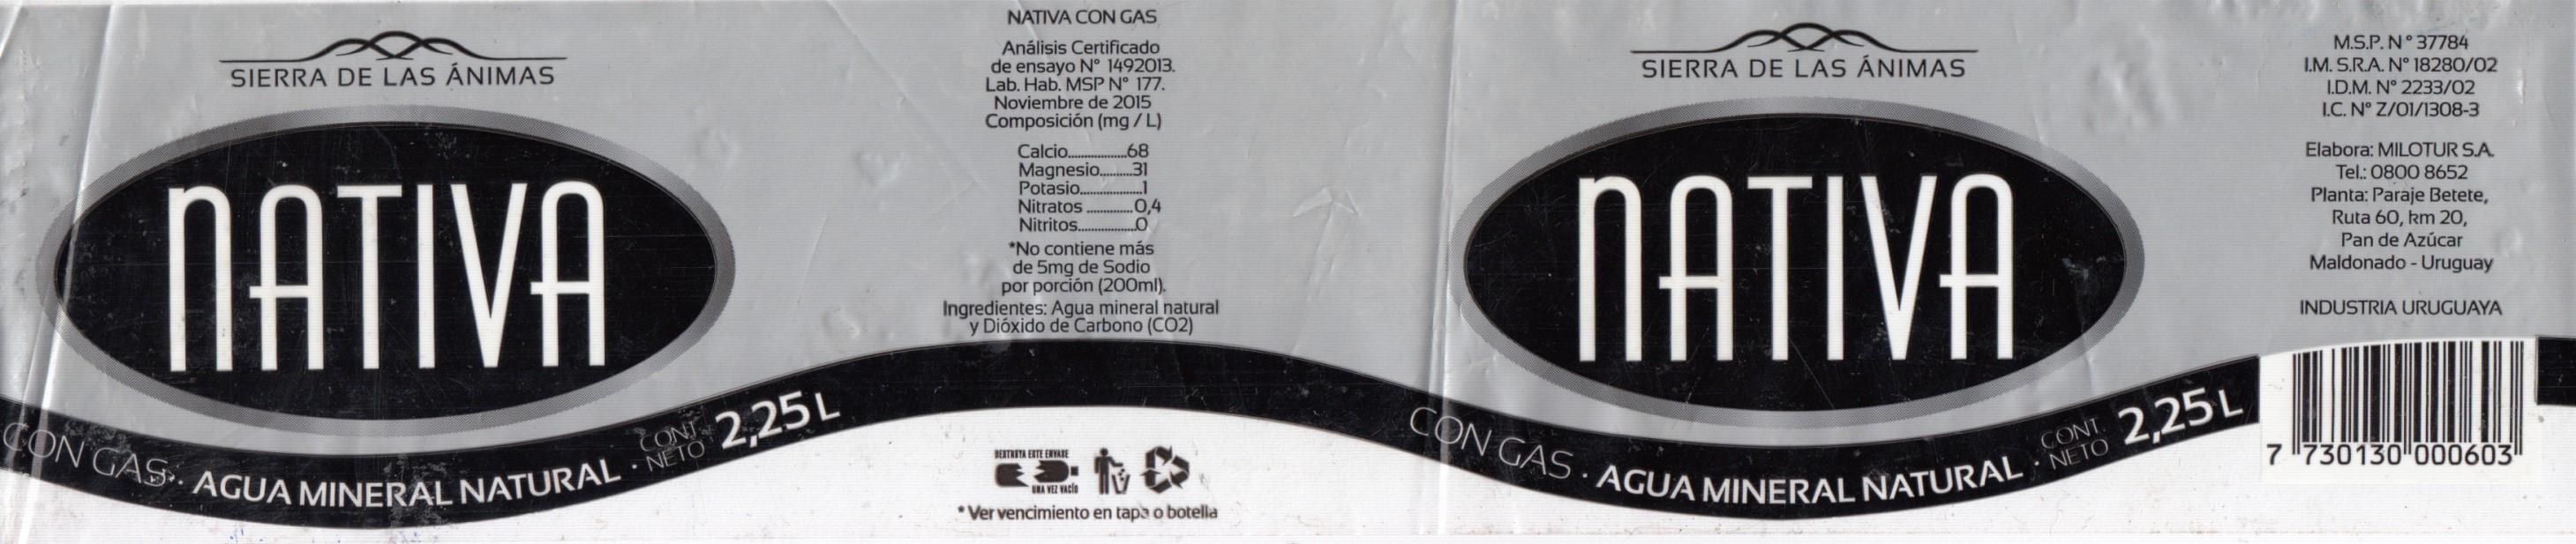 SIERRA DE LAS ÁNIMAS
NATIVA
CON GAS · AGUA MINERAL NATURAL · CONT. NETO 2,25 L
NATIVA CON GAS
Análisis Certificado
de ensayo N° 1492013.
Lab. Hab. MSP N° 177.
Noviembre de 2015
Composición (mg / L)
Calcio.................68
Magnesio.........31
Potasio..................1
Nitratos .............0,4
Nitritos.................0
*No contiene más
de 5mg de Sodio
por porción (200ml).
Ingredientes: Agua mineral natural
y Dióxido de Carbono (CO2)
DESTRUYA ESTE ENVASE
UNA VEZ VACÍO
* Ver vencimiento en tapa o botella
SIERRA DE LAS ÁNIMAS
NATIVA
CON GAS · AGUA MINERAL NATURAL · CONT. NETO 2,25 L
M.S.P. N° 37784
I.M. S.R.A. N° 18280/02
I.D.M. N° 2233/02
I.C. N° Z/01/1308-3
Elabora: MILOTUR S.A.
Tel.: 0800 8652
Planta: Paraje Betete,
Ruta 60, km 20,
Pan de Azúcar
Maldonado - Uruguay
INDUSTRIA URUGUAYA
7 730130 000603